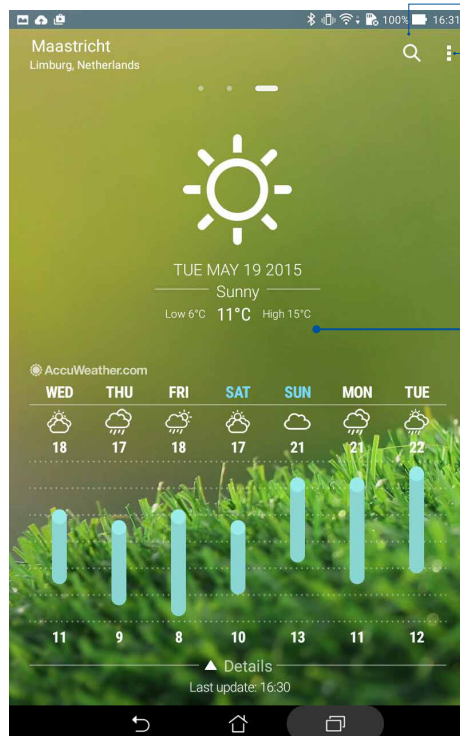 100% 16:31
Maastricht
Limburg, Netherlands
TUE MAY 19 2015
Sunny
Low 6°C 11°C High 15°C
AccuWeather.com
WED THU FRI SAT SUN MON TUE
18 17 18 17 21 21 22
11 9 8 10 13 11 12
Details
Last update: 16:30